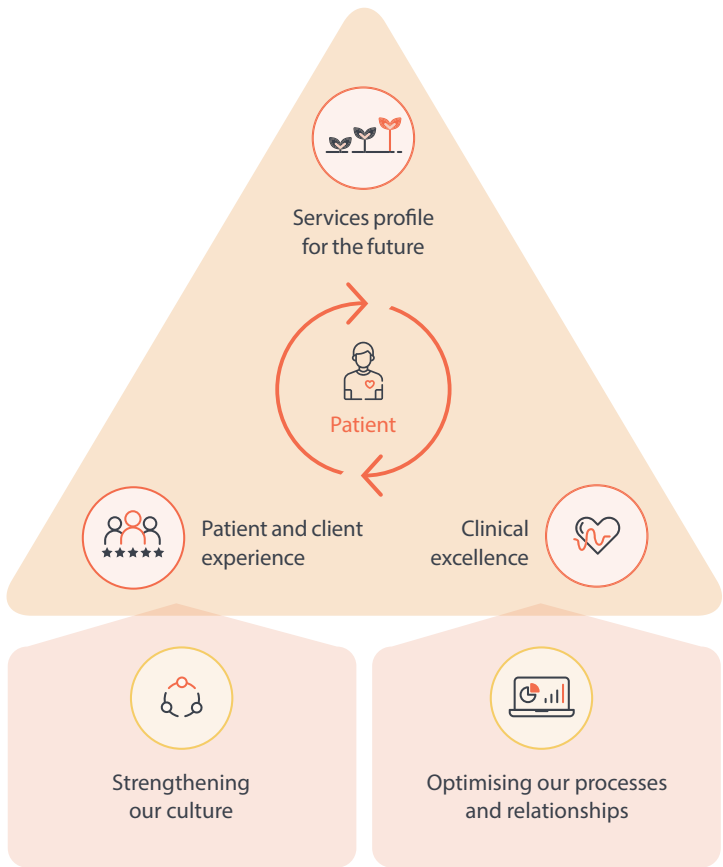 Services profile
for the future
Patient
Patient and client
experience
Clinical
excellence
Strengthening
our culture
Optimising our processes
and relationships